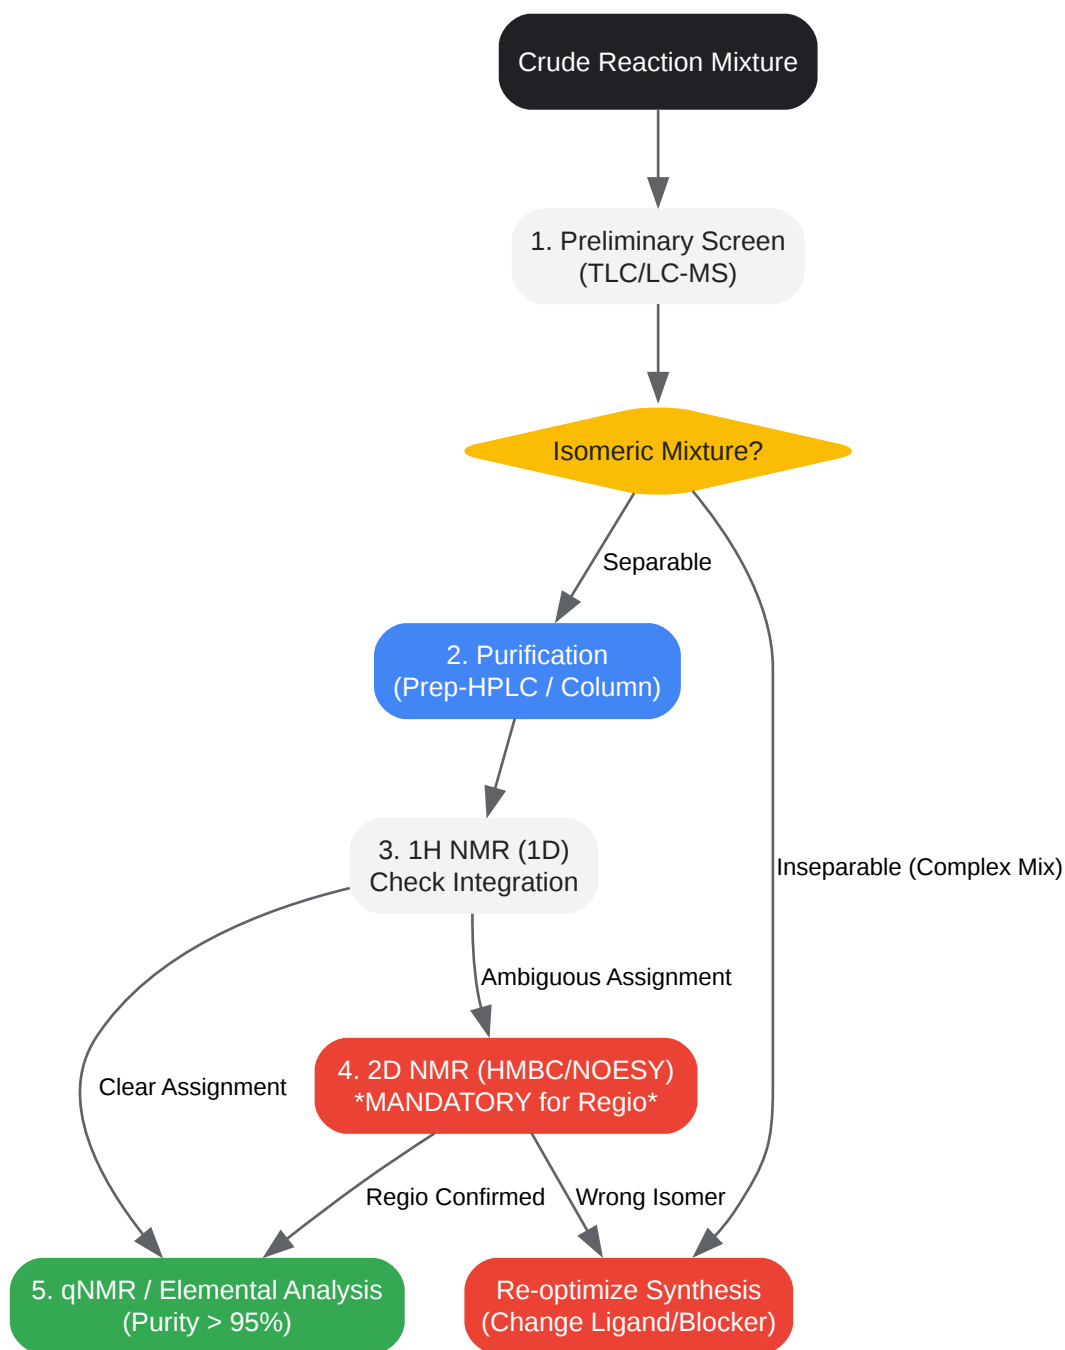 Crude Reaction Mixture
1. Preliminary Screen
(TLC/LC-MS)
Isomeric Mixture?
Separable
2. Purification
(Prep-HPLC / Column)
3. 1H NMR (1D)
Check Integration
Inseparable (Complex Mix)
Ambiguous Assignment
4. 2D NMR (HMBC/NOESY)
*MANDATORY for Regio*
Clear Assignment
Regio Confirmed
Wrong Isomer
5. qNMR / Elemental Analysis
(Purity > 95%)
Re-optimize Synthesis
(Change Ligand/Blocker)